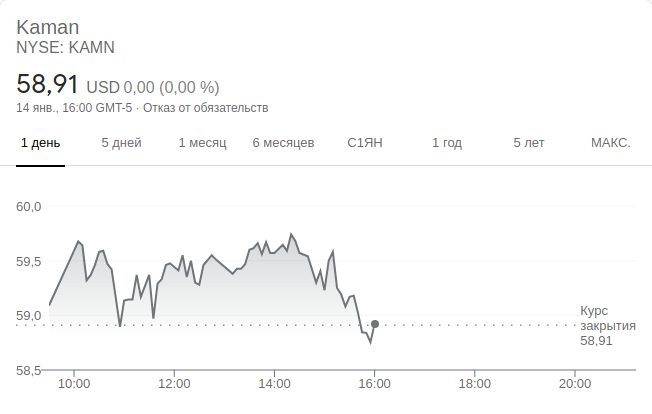 Kaman
NYSE: KAMN
58,91 USD 0,00 (0,00 %)
14 янв., 16:00 GMT-5 · Отказ от обязательств
1 день 5 дней 1 месяц 6 месяцев С1ЯН 1 год 5 лет МАКС.
60,0
59,5
59,0
Курс
закрытия
58,91
58,5
10:00 12:00 14:00 16:00 18:00 20:00